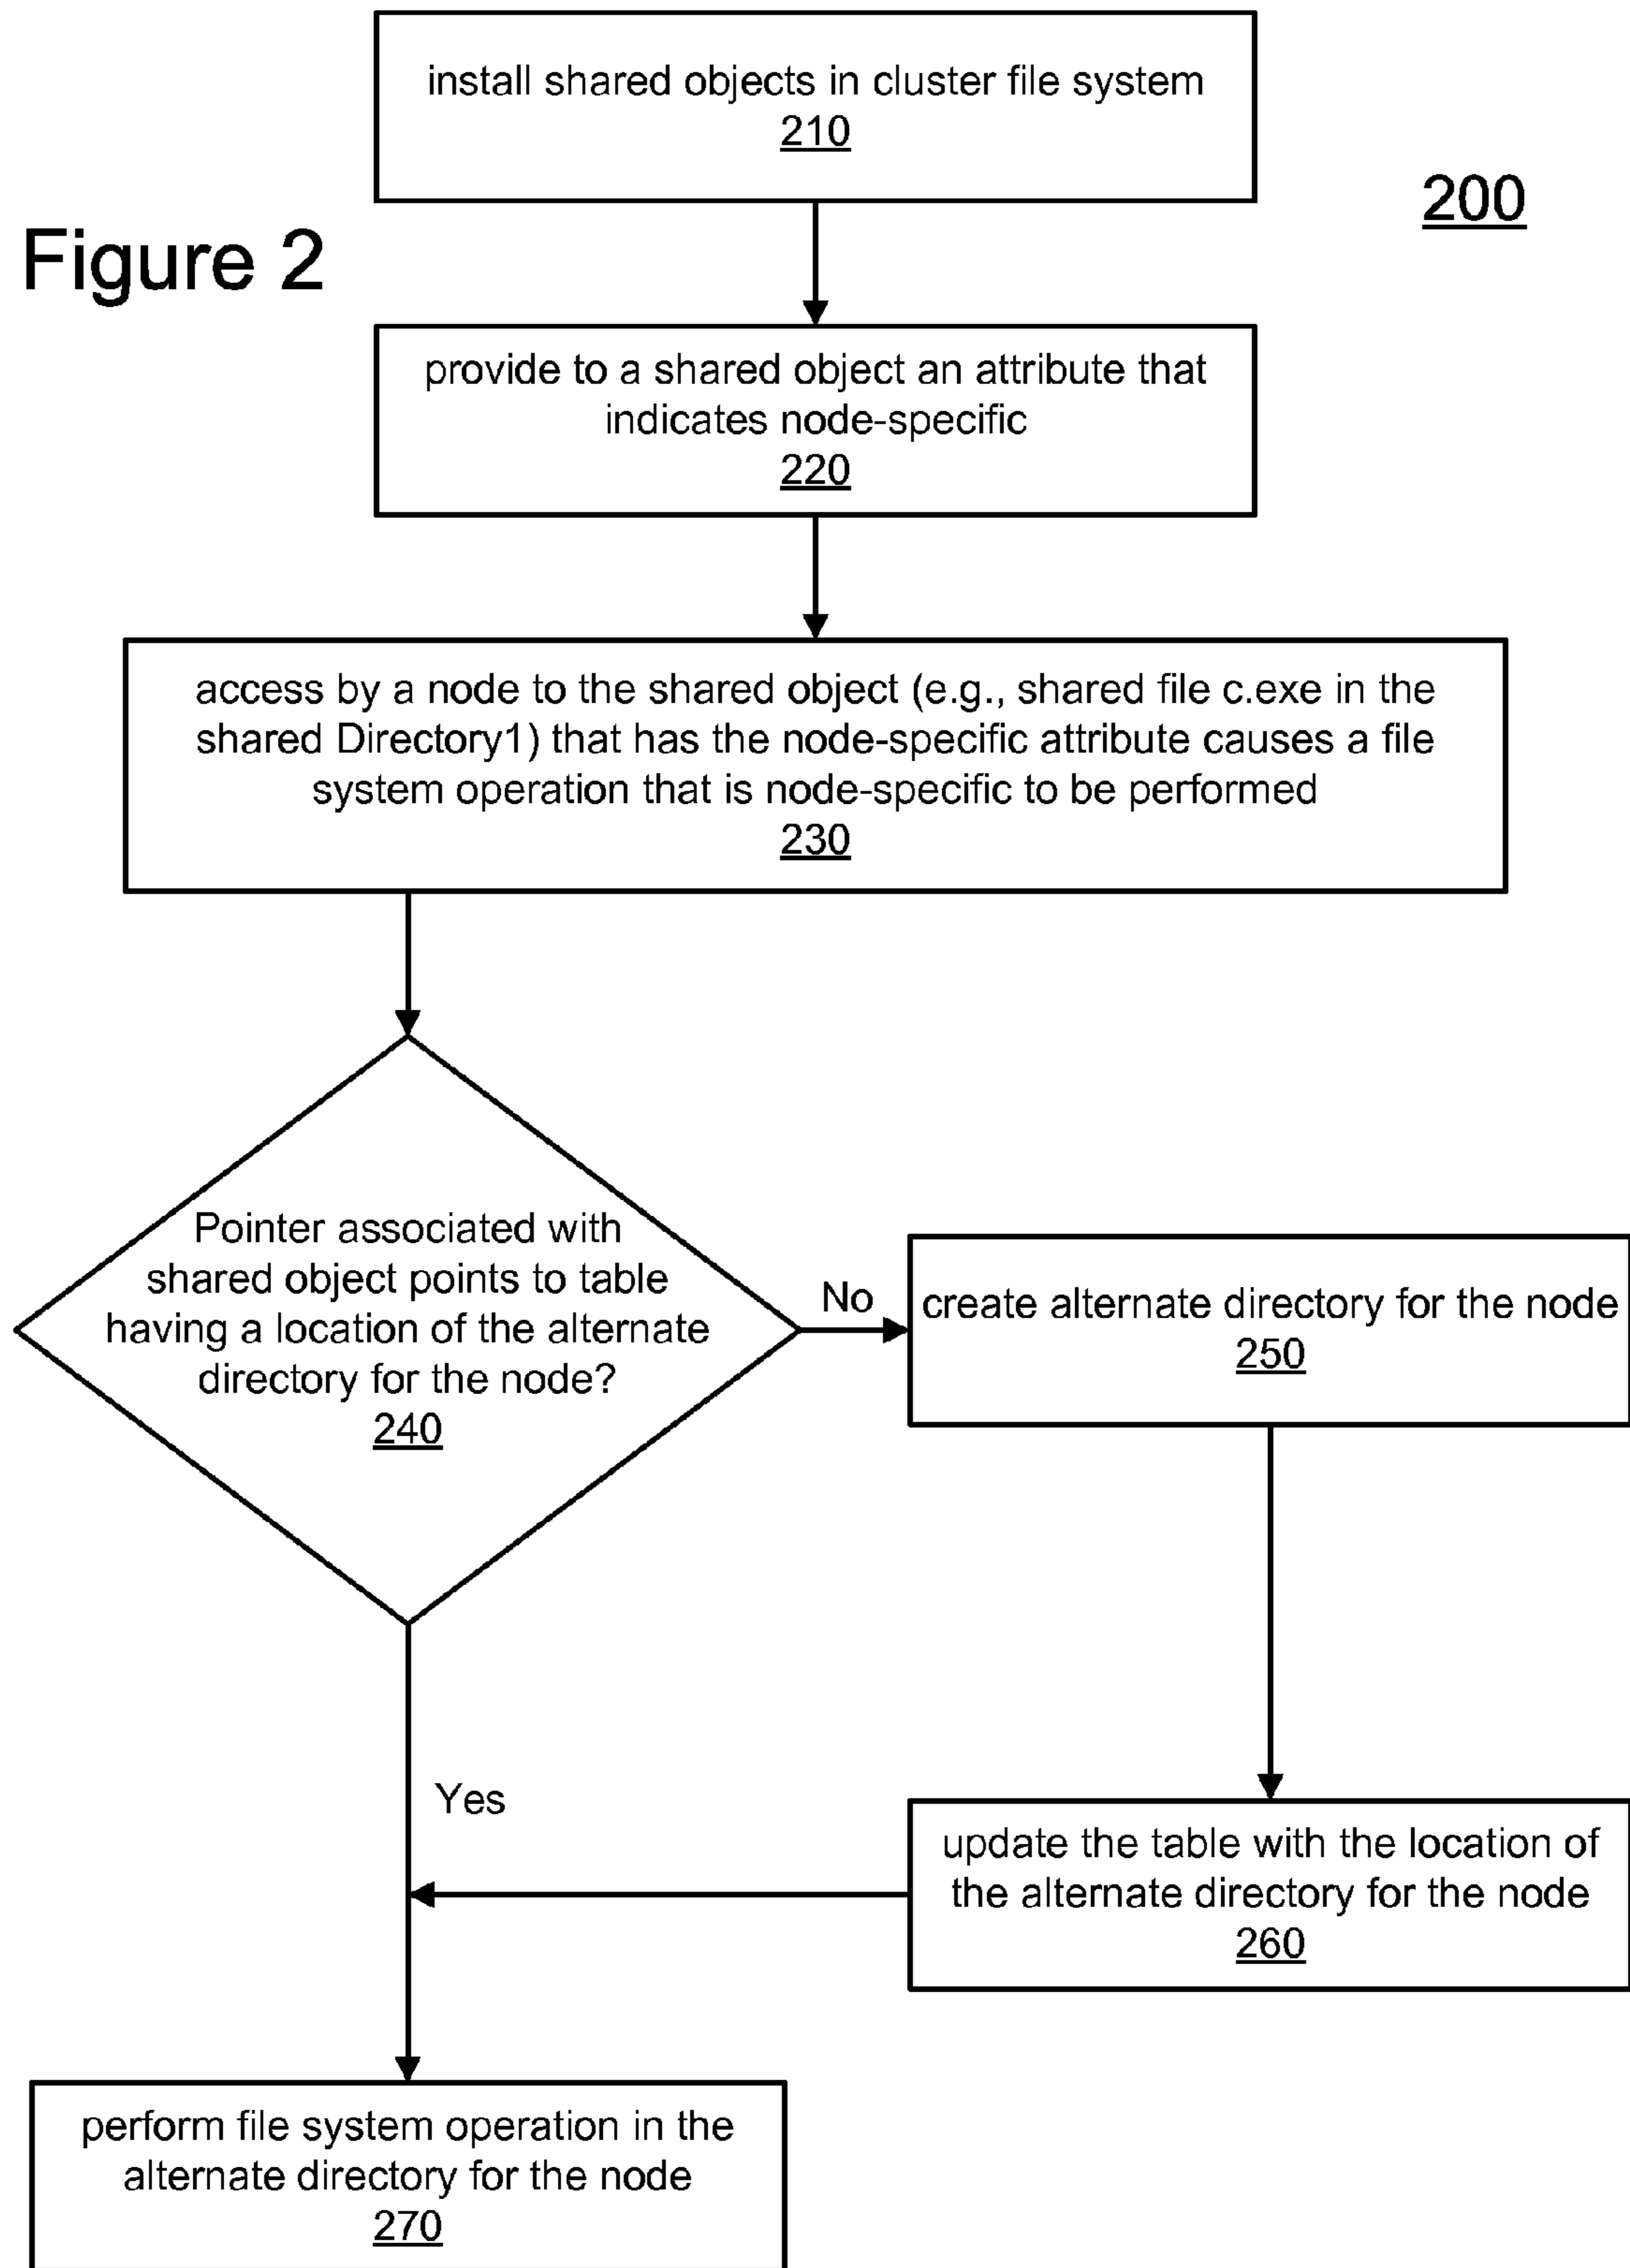 install shared objects in cluster file system
210
200
Figure 2
provide to a shared object an attribute that
indicates node-specific
220
access by a node to the shared object (e.g., shared file c.exe in the
shared Directory1) that has the node-specific attribute causes a file
system operation that is node-specific to be performed
230
Pointer associated with
shared object points to table
having a location of the alternate
directory for the node?
240
No
create alternate directory for the node
250
Yes
update the table with the location of
the alternate directory for the node
260
perform file system operation in the
alternate directory for the node
270